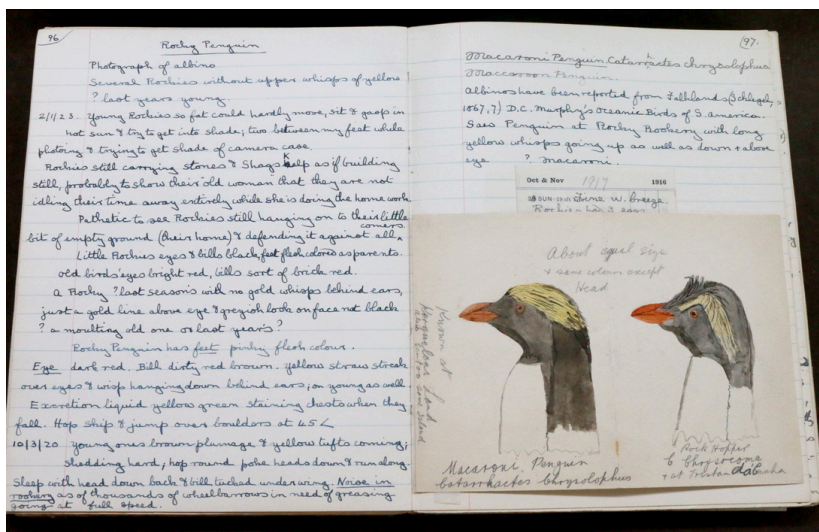 96
Rocky Penguin
Photograph of albino
Several Rockies without upper whisps of yellow
? last years young.
2/1/23 Young Rockies so fat could hardly move, sit & gasp in
hot sun & try to get into shade; two between my feet while
photoing & trying to get shade of camera case.
Rockies still carrying stones & Shags kelp as if building
still, probably to show their old woman that they are not
idling their time away entirely while she is doing the home work
Pathetic to see Rockies still hanging on to their little
bit of empty ground (their home) & defending it against all comers.
Little Rockies eyes & bills black, feet flesh colored as parents.
old birds' eyes bright red, bills sort of brick red.
a Rocky ? last season's with no gold whisps behind ears,
just a gold line above eye & greyish look on face not black
? a moulting old one or last year's?
Rocky Penguin has feet pinky flesh colour.
Eye dark red. Bill dirty red brown. Yellow straw streak
over eyes & wisp hanging down behind ears; on young as well
Excretion liquid yellow green staining chests when they
fall. Hop skip & jump over boulders at 45 <
10/3/20 young ones brown plumage & yellow tufts coming;
shedding hard; hop round poke heads down & run along.
Sleep with head down back & bill tucked under wing. Noise in
rookery as of thousands of wheelbarrows in need of greasing
going at full speed.
97.
Macaroni Penguin Catarrhactes chrysolophus
Maccaroon Penguin.
Albinos have been reported from Falklands (Schlegel,
1867,7) D.C. Murphy's Oceanic Birds of S. america.
Saw Penguin at Rocky Rookery with long
yellow whisps going up as well as down & above
eye ? Macaroni.
Oct & Nov 1917 1916
28 SUN Fine W. breeze.
About equal size
& same colour except
Head
Known at
Kerguelen Land
Macaroni Penguin
Catarrhactes Chrysolophus
Rock Hopper
C Chrysocome
at Tristan da Cunha